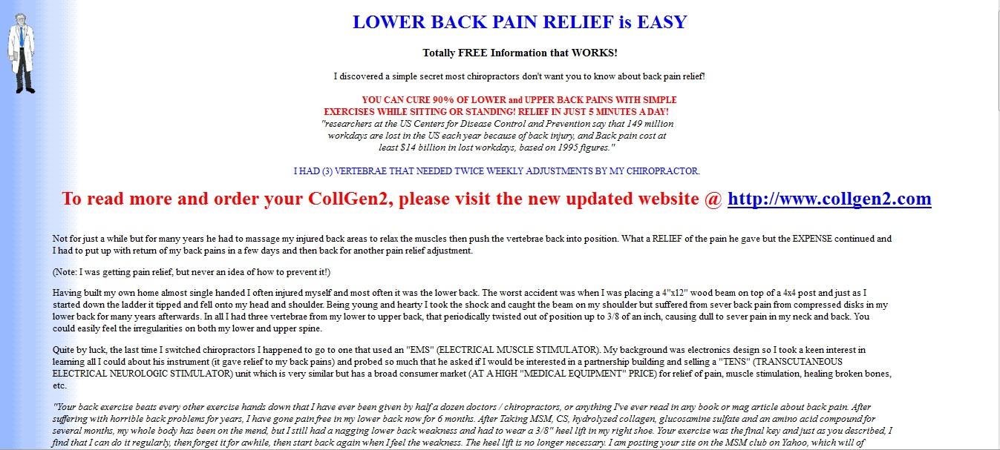 LOWER BACK PAIN RELIEF is EASY
Totally FREE Information that WORKS!
I discovered a simple secret most chiropractors don't want you to know about back pain relief!
YOU CAN CURE 90% OF LOWER and UPPER BACK PAINS WITH SIMPLE
EXERCISES WHILE SITTING OR STANDING! RELIEF IN JUST 5 MINUTES A DAY!
"researchers at the US Centers for Disease Control and Prevention say that 149 million
workdays are lost in the US each year because of back injury, and Back pain cost at
least $14 billion in lost workdays, based on 1995 figures."
I HAD (3) VERTEBRAE THAT NEEDED TWICE WEEKLY ADJUSTMENTS BY MY CHIROPRACTOR.
To read more and order your CollGen2, please visit the new updated website @ http://www.collgen2.com
Not for just a while but for many years he had to massage my injured back areas to relax the muscles then push the vertebrae back into position. What a RELIEF of the pain he gave but the EXPENSE continued and
I had to put up with return of my back pains in a few days and then back for another pain relief adjustment.
(Note: I was getting pain relief, but never an idea of how to prevent it!)
Having built my own home almost single handed I often injured myself and most often it was the lower back. The worst accident was when I was placing a 4"x12" wood beam on top of a 4x4 post and just as I
started down the ladder it tipped and fell onto my head and shoulder. Being young and hearty I took the shock and caught the beam on my shoulder but suffered from sever back pain from compressed disks in my
lower back for many years afterwards. In all I had three vertebrae from my lower to upper back, that periodically twisted out of position up to 3/8 of an inch, causing dull to sever pain in my neck and back. You
could easily feel the irregularities on both my lower and upper spine.
Quite by luck, the last time I switched chiropractors I happened to go to one that used an "EMS" (ELECTRICAL MUSCLE STIMULATOR). My background was electronics design so I took a keen interest in
learning all I could about his instrument (it gave relief to my back pains) and probed so much that he asked if I would be interested in a partnership building and selling a "TENS" (TRANSCUTANEOUS
ELECTRICAL NEUROLOGIC STIMULATOR) unit which is very similar but has a broad consumer market (AT A HIGH "MEDICAL EQUIPMENT" PRICE) for relief of pain, muscle stimulation, healing broken bones,
etc.
"Your back exercise beats every other exercise hands down that I have ever been given by half a dozen doctors / chiropractors, or anything I've ever read in any book or mag article about back pain. After
suffering with horrible back problems for years, I have gone pain free in my lower back now for 6 months. After Taking MSM, CS, hydrolyzed collagen, glucosamine sulfate and an amino acid compound for
several months, my whole body has been on the mend, but I still had a nagging lower back weakness and had to wear a 3/8" heel lift in my right shoe. Your exercise was the final key and just as you described, I
find that I can do it regularly, then forget it for awhile, then start back again when I feel the weakness. The heel lift is no longer necessary. I am posting your site on the MSM club on Yahoo, which will of